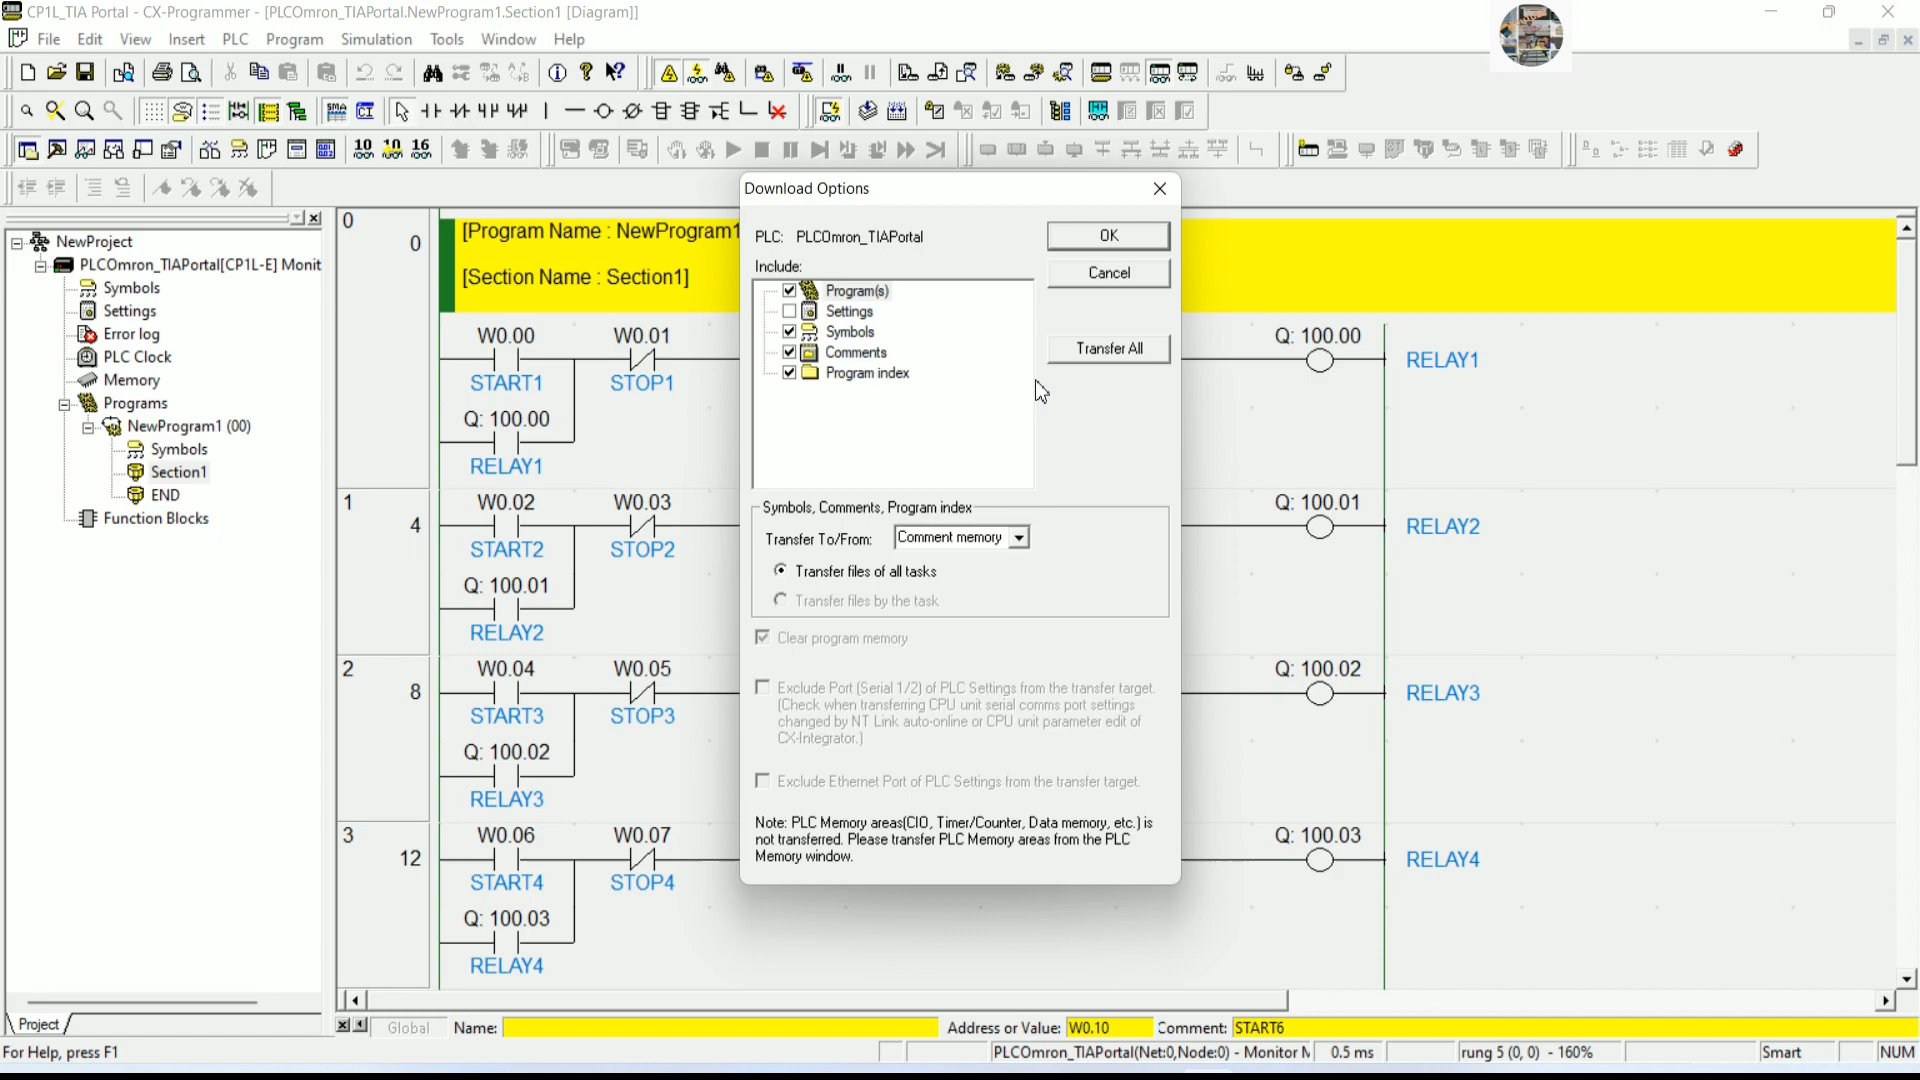 CP1L_TIA Portal - CX-Programmer - [PLCOmron_TIAPortal.NewProgram1.Section1 [Diagram]]
File Edit View Insert PLC Program Simulation Tools Window Help
10 10 16
NewProject
PLCOmron_TIAPortal[CP1L-E] Monit
Symbols
Settings
Error log
PLC Clock
Memory
Programs
NewProgram1 (00)
Symbols
Section1
END
Function Blocks
Project
0
0
[Program Name : NewProgram1
[Section Name : Section1]
W0.00 W0.01 Q: 100.00
RELAY1
START1 STOP1
Q: 100.00
RELAY1
1
4
W0.02 W0.03 Q: 100.01
RELAY2
START2 STOP2
Q: 100.01
RELAY2
2
8
W0.04 W0.05 Q: 100.02
RELAY3
START3 STOP3
Q: 100.02
RELAY3
3
12
W0.06 W0.07 Q: 100.03
RELAY4
START4 STOP4
Q: 100.03
RELAY4
Download Options
PLC: PLCOmron_TIAPortal
OK
Include:
Cancel
Program(s)
Settings
Symbols
Comments
Program index
Transfer All
Symbols, Comments, Program index
Transfer To/From: Comment memory
Transfer files of all tasks
Transfer files by the task
Clear program memory
Exclude Port (Serial 1/2) of PLC Settings from the transfer target.
(Check when transferring CPU unit serial comms port settings
changed by NT Link auto-online or CPU unit parameter edit of
CX-Integrator.)
Exclude Ethernet Port of PLC Settings from the transfer target.
Note: PLC Memory areas(CIO, Timer/Counter, Data memory, etc.) is
not transferred. Please transfer PLC Memory areas from the PLC
Memory window.
Global Name: Address or Value: W0.10 Comment: START6
For Help, press F1 PLCOmron_TIAPortal(Net:0,Node:0) - Monitor M 0.5 ms rung 5 (0, 0) - 160% Smart NUM